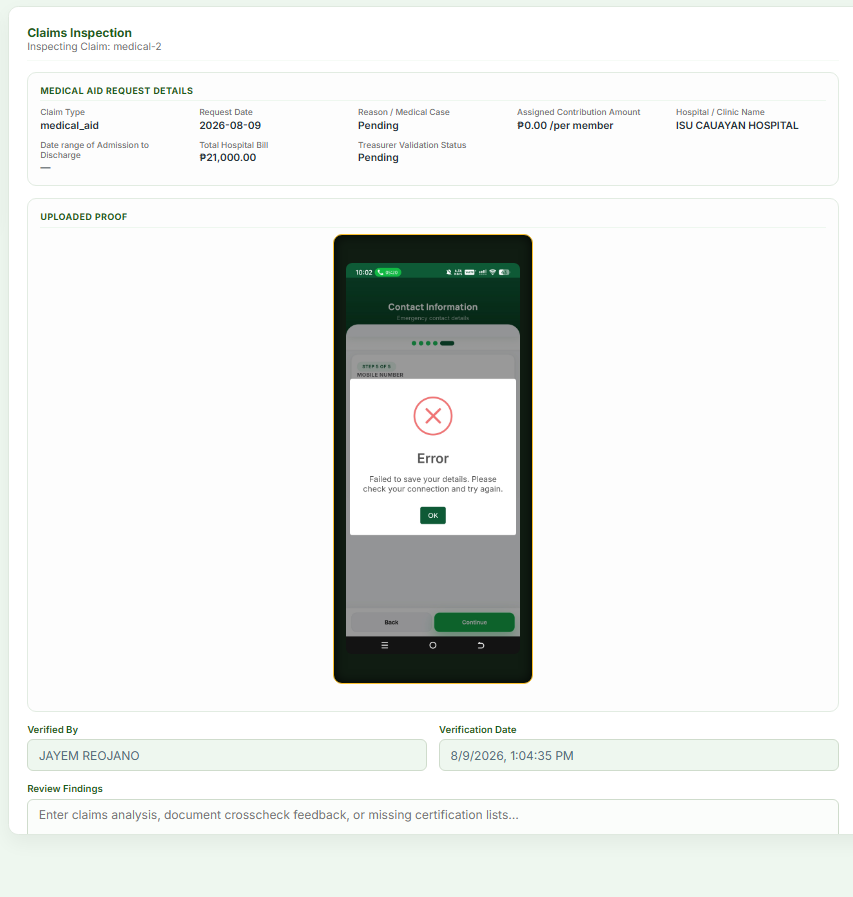 Claims Inspection
Inspecting Claim: medical-2
MEDICAL AID REQUEST DETAILS
Claim Type
medical_aid
Request Date
2026-08-09
Reason / Medical Case
Pending
Assigned Contribution Amount
₱0.00 /per member
Hospital / Clinic Name
ISU CAUAYAN HOSPITAL
Date range of Admission to
Discharge
—
Total Hospital Bill
₱21,000.00
Treasurer Validation Status
Pending
UPLOADED PROOF
10:02
Contact Information
Emergency contact details
STEP 5 OF 5
MOBILE NUMBER
Error
Failed to save your details. Please
check your connection and try again.
OK
Back
Continue
Verified By
JAYEM REOJANO
Verification Date
8/9/2026, 1:04:35 PM
Review Findings
Enter claims analysis, document crosscheck feedback, or missing certification lists...